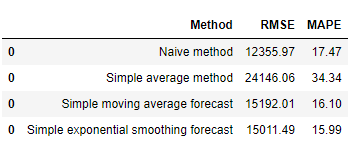 Method RMSE MAPE
0 Naive method 12355.97 17.47
0 Simple average method 24146.06 34.34
0 Simple moving average forecast 15192.01 16.10
0 Simple exponential smoothing forecast 15011.49 15.99